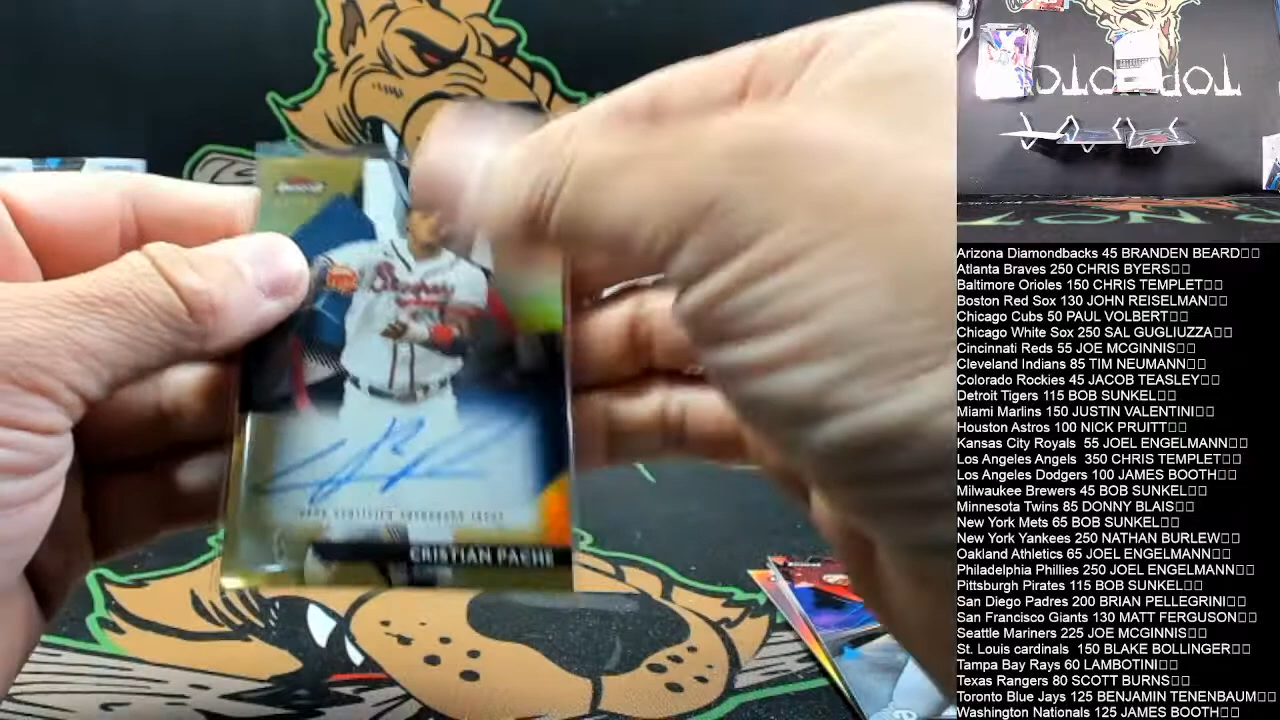 Finest
Braves
TOPS CERTIFIED AUTOGRAPH ISSUE
CRISTIAN PACHE
Arizona Diamondbacks 45 BRANDEN BEARD□□
Atlanta Braves 250 CHRIS BYERS□□
Baltimore Orioles 150 CHRIS TEMPLET□□
Boston Red Sox 130 JOHN REISELMAN□□
Chicago Cubs 50 PAUL VOLBERT□□
Chicago White Sox 250 SAL GUGLIUZZA□□
Cincinnati Reds 55 JOE MCGINNIS□□
Cleveland Indians 85 TIM NEUMANN□□
Colorado Rockies 45 JACOB TEASLEY□□
Detroit Tigers 115 BOB SUNKEL□□
Miami Marlins 150 JUSTIN VALENTINI□□
Houston Astros 100 NICK PRUITT□□
Kansas City Royals 55 JOEL ENGELMANN□□
Los Angeles Angels 350 CHRIS TEMPLET□□
Los Angeles Dodgers 100 JAMES BOOTH□□
Milwaukee Brewers 45 BOB SUNKEL□□
Minnesota Twins 85 DONNY BLAIS□□
New York Mets 65 BOB SUNKEL□□
New York Yankees 250 NATHAN BURLEW□□
Oakland Athletics 65 JOEL ENGELMANN□□
Philadelphia Phillies 250 JOEL ENGELMANN□□
Pittsburgh Pirates 115 BOB SUNKEL□□
San Diego Padres 200 BRIAN PELLEGRINI□□
San Francisco Giants 130 MATT FERGUSON□□
Seattle Mariners 225 JOE MCGINNIS□□
St. Louis cardinals 150 BLAKE BOLLINGER□□
Tampa Bay Rays 60 LAMBOTINI□□
Texas Rangers 80 SCOTT BURNS□□
Toronto Blue Jays 125 BENJAMIN TENENBAUM□□
Washington Nationals 125 JAMES BOOTH□□